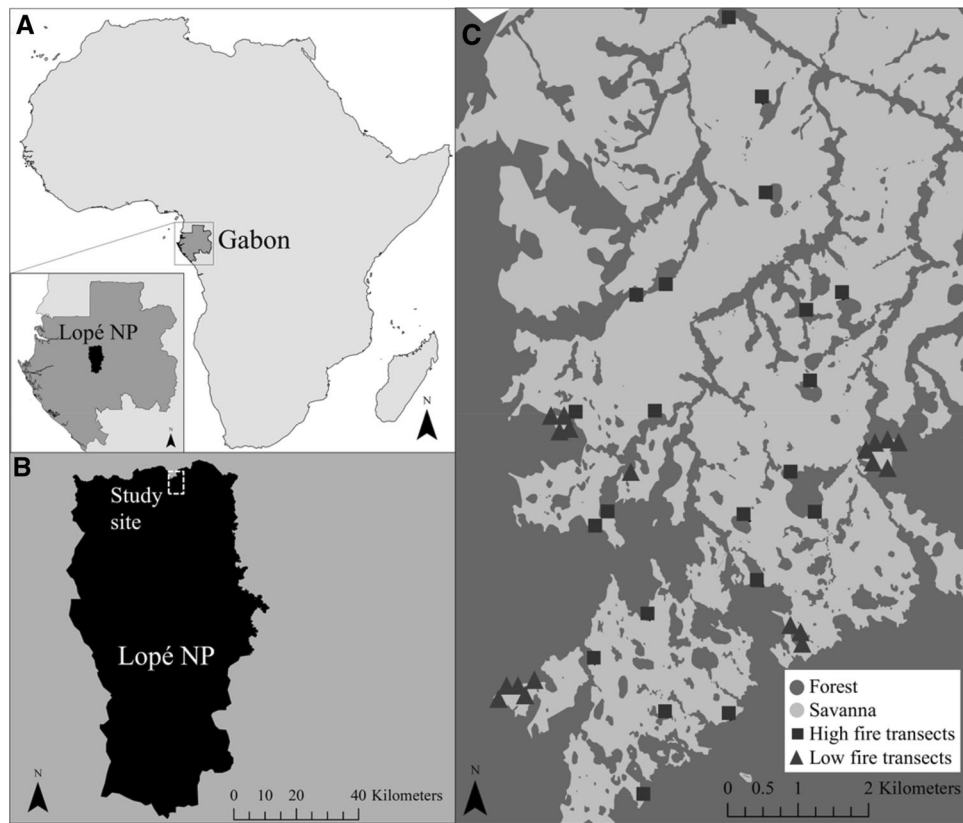 A
Gabon
Lopé NP
N
N
B
Study
site
Lopé NP
N
0 10 20 40 Kilometers
C
Forest
Savanna
High fire transects
Low fire transects
N
0 0.5 1 2 Kilometers